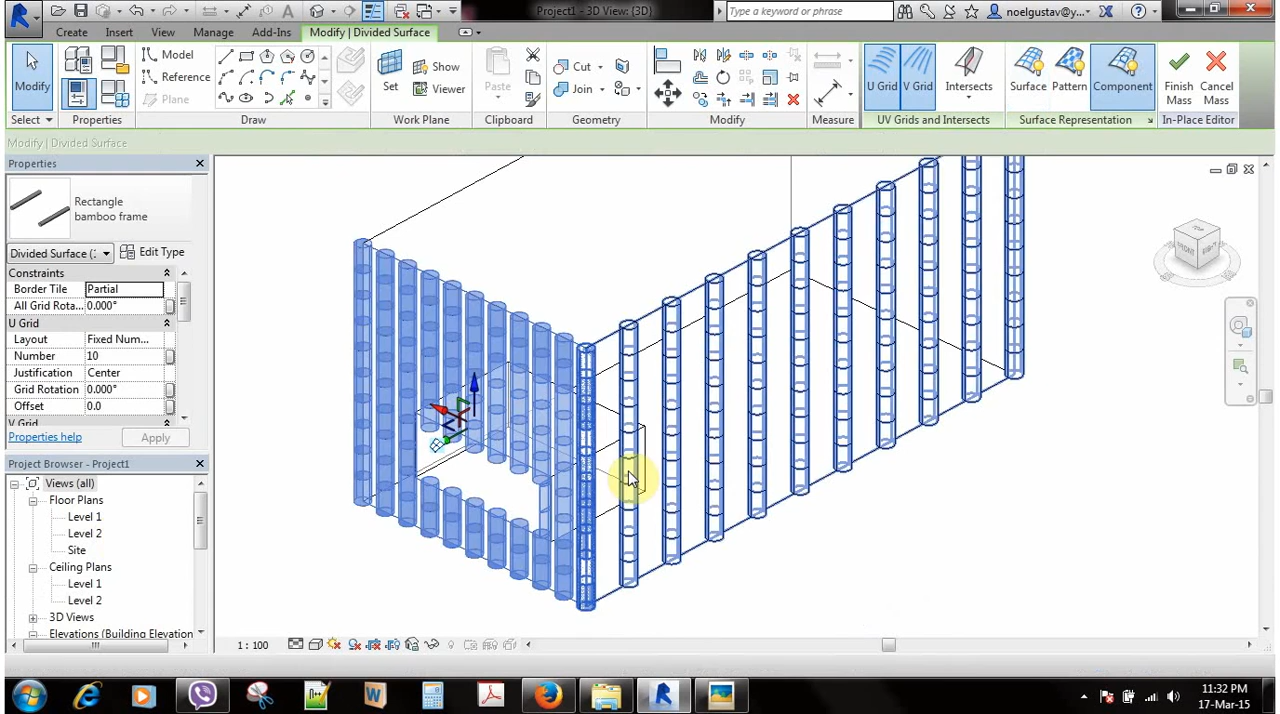 Project1 - 3D View: {3D}
Type a keyword or phrase
noelgustav@y...
Create Insert View Manage Add-Ins Modify | Divided Surface
Model
Reference
Plane
Set
Show
Viewer
Paste
Cut
Join
U Grid V Grid
Intersects
Surface Pattern Component
Finish Mass
Cancel Mass
Modify
Select Properties Draw Work Plane Clipboard Geometry Modify Measure UV Grids and Intersects Surface Representation In-Place Editor
Modify | Divided Surface
Properties
Rectangle
bamboo frame
Divided Surface (:
Edit Type
Constraints
Border Tile Partial
All Grid Rota... 0.000°
U Grid
Layout Fixed Num...
Number 10
Justification Center
Grid Rotation 0.000°
Offset 0.0
V Grid
Properties help Apply
Project Browser - Project1
Views (all)
Floor Plans
Level 1
Level 2
Site
Ceiling Plans
Level 1
Level 2
3D Views
Elevations (Building Elevation
TOP
FRONT
RIGHT
1 : 100
11:32 PM
17-Mar-15